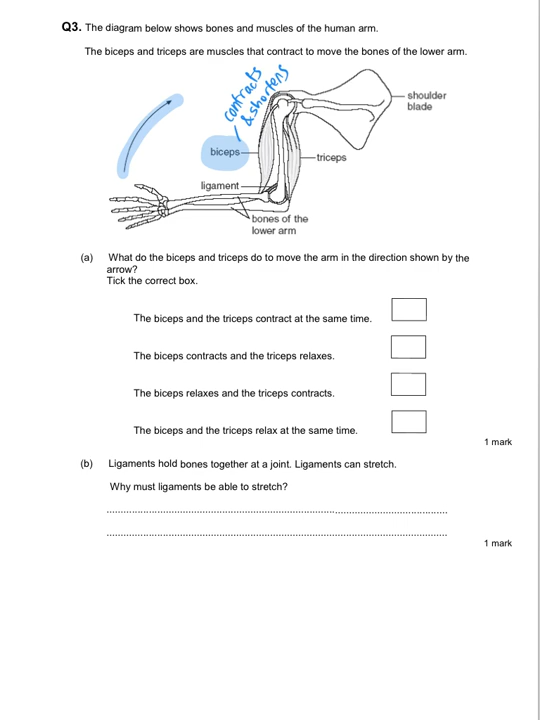 Q3. The diagram below shows bones and muscles of the human arm.
The biceps and triceps are muscles that contract to move the bones of the lower arm.
contracts
& shortens
shoulder
blade
biceps
triceps
ligament
bones of the
lower arm
(a) What do the biceps and triceps do to move the arm in the direction shown by the
arrow?
Tick the correct box.
The biceps and the triceps contract at the same time.
The biceps contracts and the triceps relaxes.
The biceps relaxes and the triceps contracts.
The biceps and the triceps relax at the same time.
1 mark
(b) Ligaments hold bones together at a joint. Ligaments can stretch.
Why must ligaments be able to stretch?
1 mark